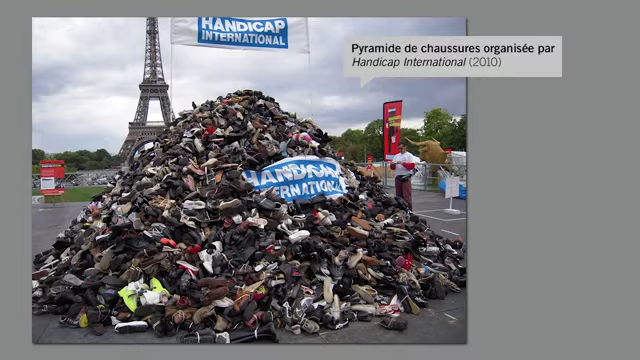 HANDICAP
INTERNATIONAL
Pyramide de chaussures organisée par
Handicap International (2010)
HANDICAP
INTERNATIONAL